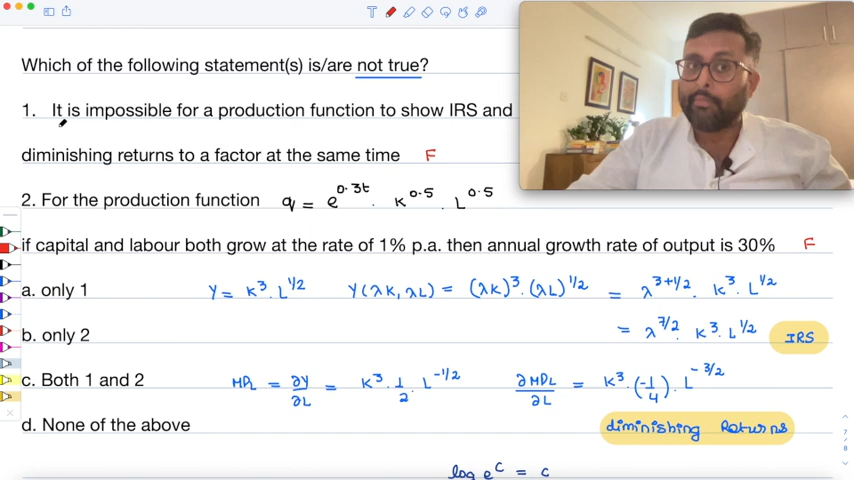 Which of the following statement(s) is/are not true?
1. It is impossible for a production function to show IRS and
diminishing returns to a factor at the same time F
2. For the production function q = e^0.3t . K^0.5 . L^0.5
if capital and labour both grow at the rate of 1% p.a. then annual growth rate of output is 30% F
a. only 1 Y = K^3 . L^1/2 Y(λK, λL) = (λK)^3 . (λL)^1/2 = λ^3+1/2 . K^3 . L^1/2
b. only 2 = λ^7/2 . K^3 . L^1/2 IRS
c. Both 1 and 2 MPL = ∂Y/∂L = K^3 . 1/2 . L^-1/2 ∂MPL/∂L = K^3 . (-1/4) . L^-3/2
d. None of the above diminishing Returns
log e^c = c
7/8